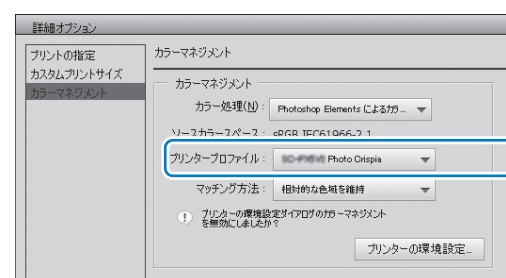 詳細オプション
プリントの指定
カスタムプリントサイズ
カラーマネジメント
カラーマネジメント
カラーマネジメント
カラー処理(N)： Photoshop Elements によるカラ...
ソースカラースペース： sRGB IEC61966-2.1
プリンタープロファイル： Photo Crispia
マッチング方法： 相対的な色域を維持
プリンターの環境設定ダイアログのカラーマネジメント
を無効にしましたか？
プリンターの環境設定...